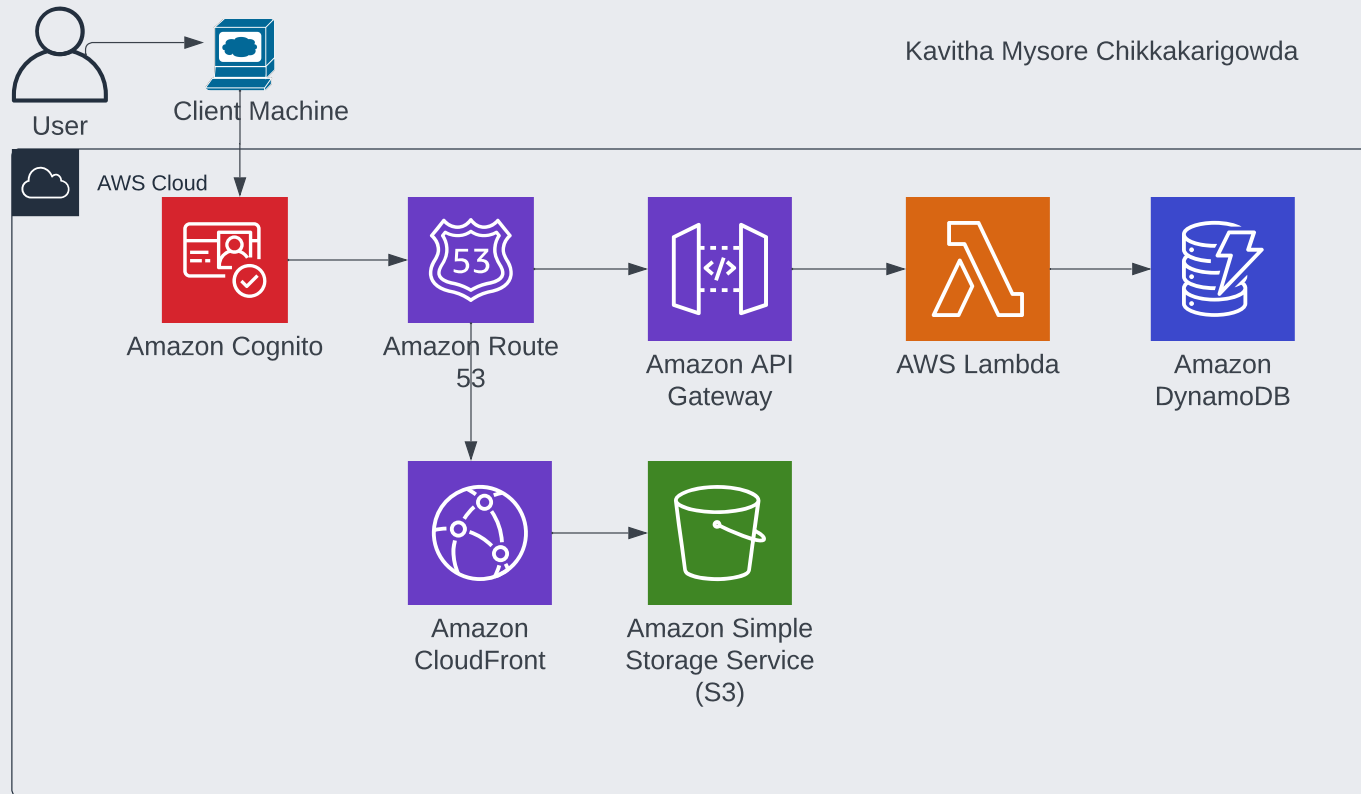 Kavitha Mysore Chikkakarigowda
User
Client Machine
AWS Cloud
53
Amazon Cognito
Amazon Route
53
</>
Amazon API
Gateway
AWS Lambda
Amazon
DynamoDB
Amazon
CloudFront
Amazon Simple
Storage Service
(S3)